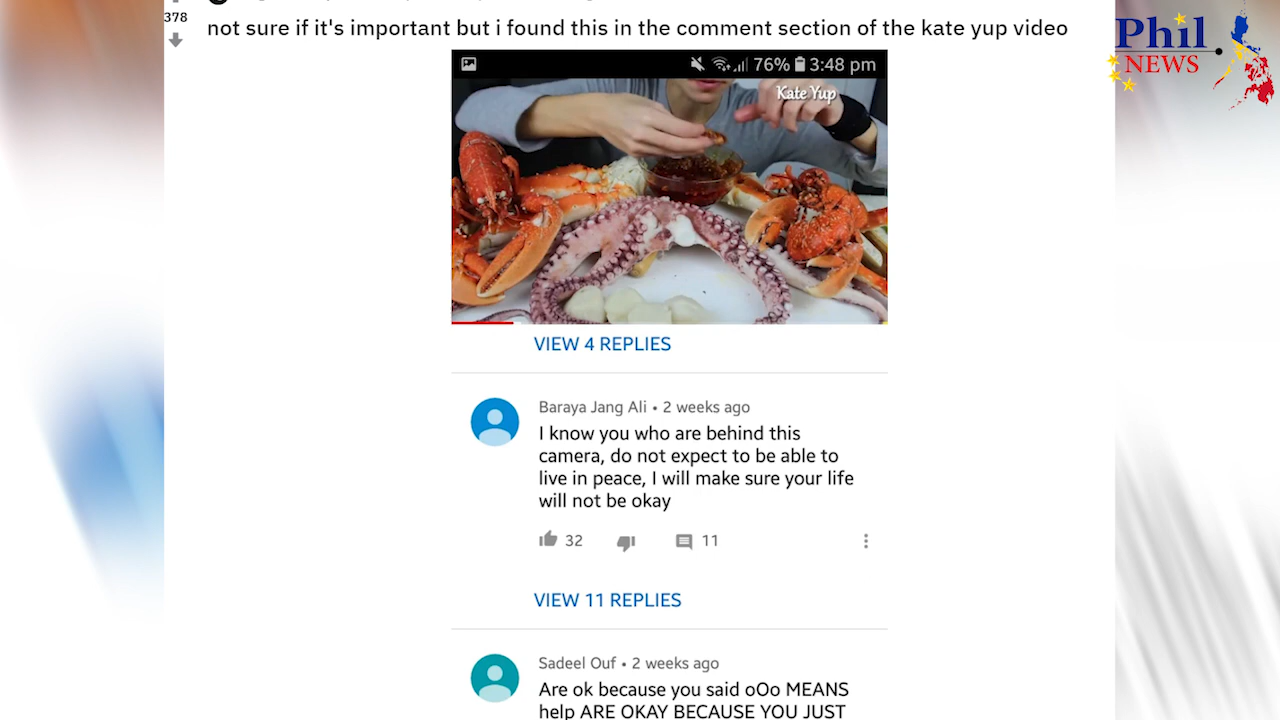 378
not sure if it's important but i found this in the comment section of the kate yup video
Phil
NEWS
76% 3:48 pm
Kate Yup
VIEW 4 REPLIES
Baraya Jang Ali • 2 weeks ago
I know you who are behind this
camera, do not expect to be able to
live in peace, I will make sure your life
will not be okay
32 11
VIEW 11 REPLIES
Sadeel Ouf • 2 weeks ago
Are ok because you said oOo MEANS
help ARE OKAY BECAUSE YOU JUST